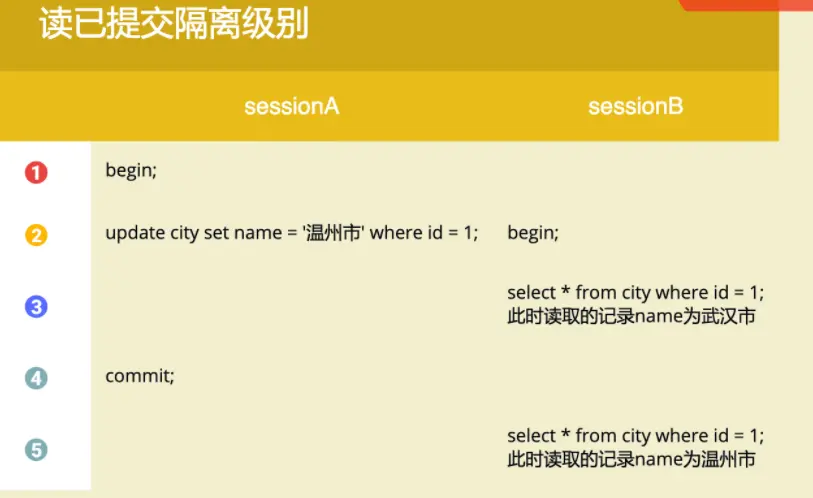 读已提交隔离级别
sessionA sessionB
1 begin;
2 update city set name = '温州市' where id = 1; begin;
3 select * from city where id = 1;
此时读取的记录name为武汉市
4 commit;
5 select * from city where id = 1;
此时读取的记录name为温州市